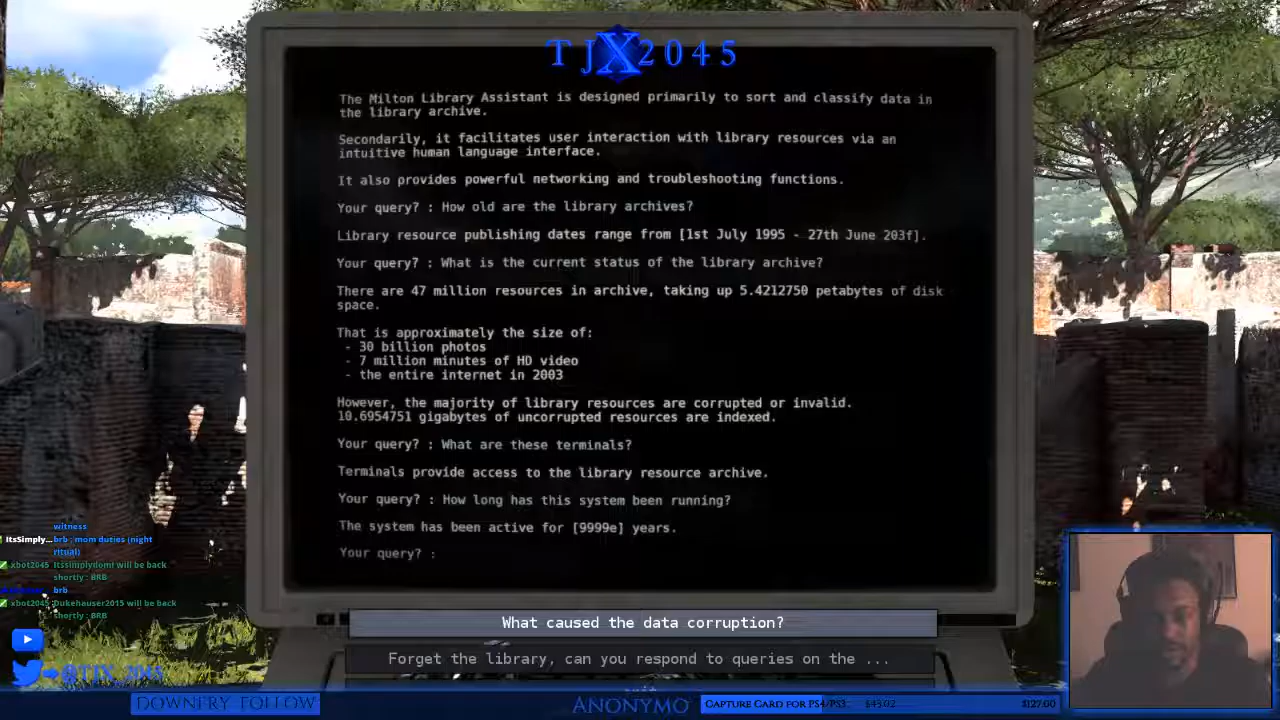 TJX2045
The Milton Library Assistant is designed primarily to sort and classify data in
the library archive.
Secondarily, it facilitates user interaction with library resources via an
intuitive human language interface.
It also provides powerful networking and troubleshooting functions.
Your query? : How old are the library archives?
Library resource publishing dates range from [1st July 1995 - 27th June 203f].
Your query? : What is the current status of the library archive?
There are 47 million resources in archive, taking up 5.4212750 petabytes of disk
space.
That is approximately the size of:
- 30 billion photos
- 7 million minutes of HD video
- the entire internet in 2003
However, the majority of library resources are corrupted or invalid.
10.6954751 gigabytes of uncorrupted resources are indexed.
Your query? : What are these terminals?
Terminals provide access to the library resource archive.
Your query? : How long has this system been running?
The system has been active for [9999e] years.
Your query? :
What caused the data corruption?
Forget the library, can you respond to queries on the ...
exit
witness
ItsSimply... brb : mom duties (night
ritual)
xbot2045 Itssimplydomi will be back
shortly : BRB
brb
xbot2045 Dukehauser2015 will be back
shortly : BRB
@TJX_2045
DOWNFRY FOLLOW
ANONYMO
CAPTURE CARD FOR PS4/PS3... $45.02 $127.00